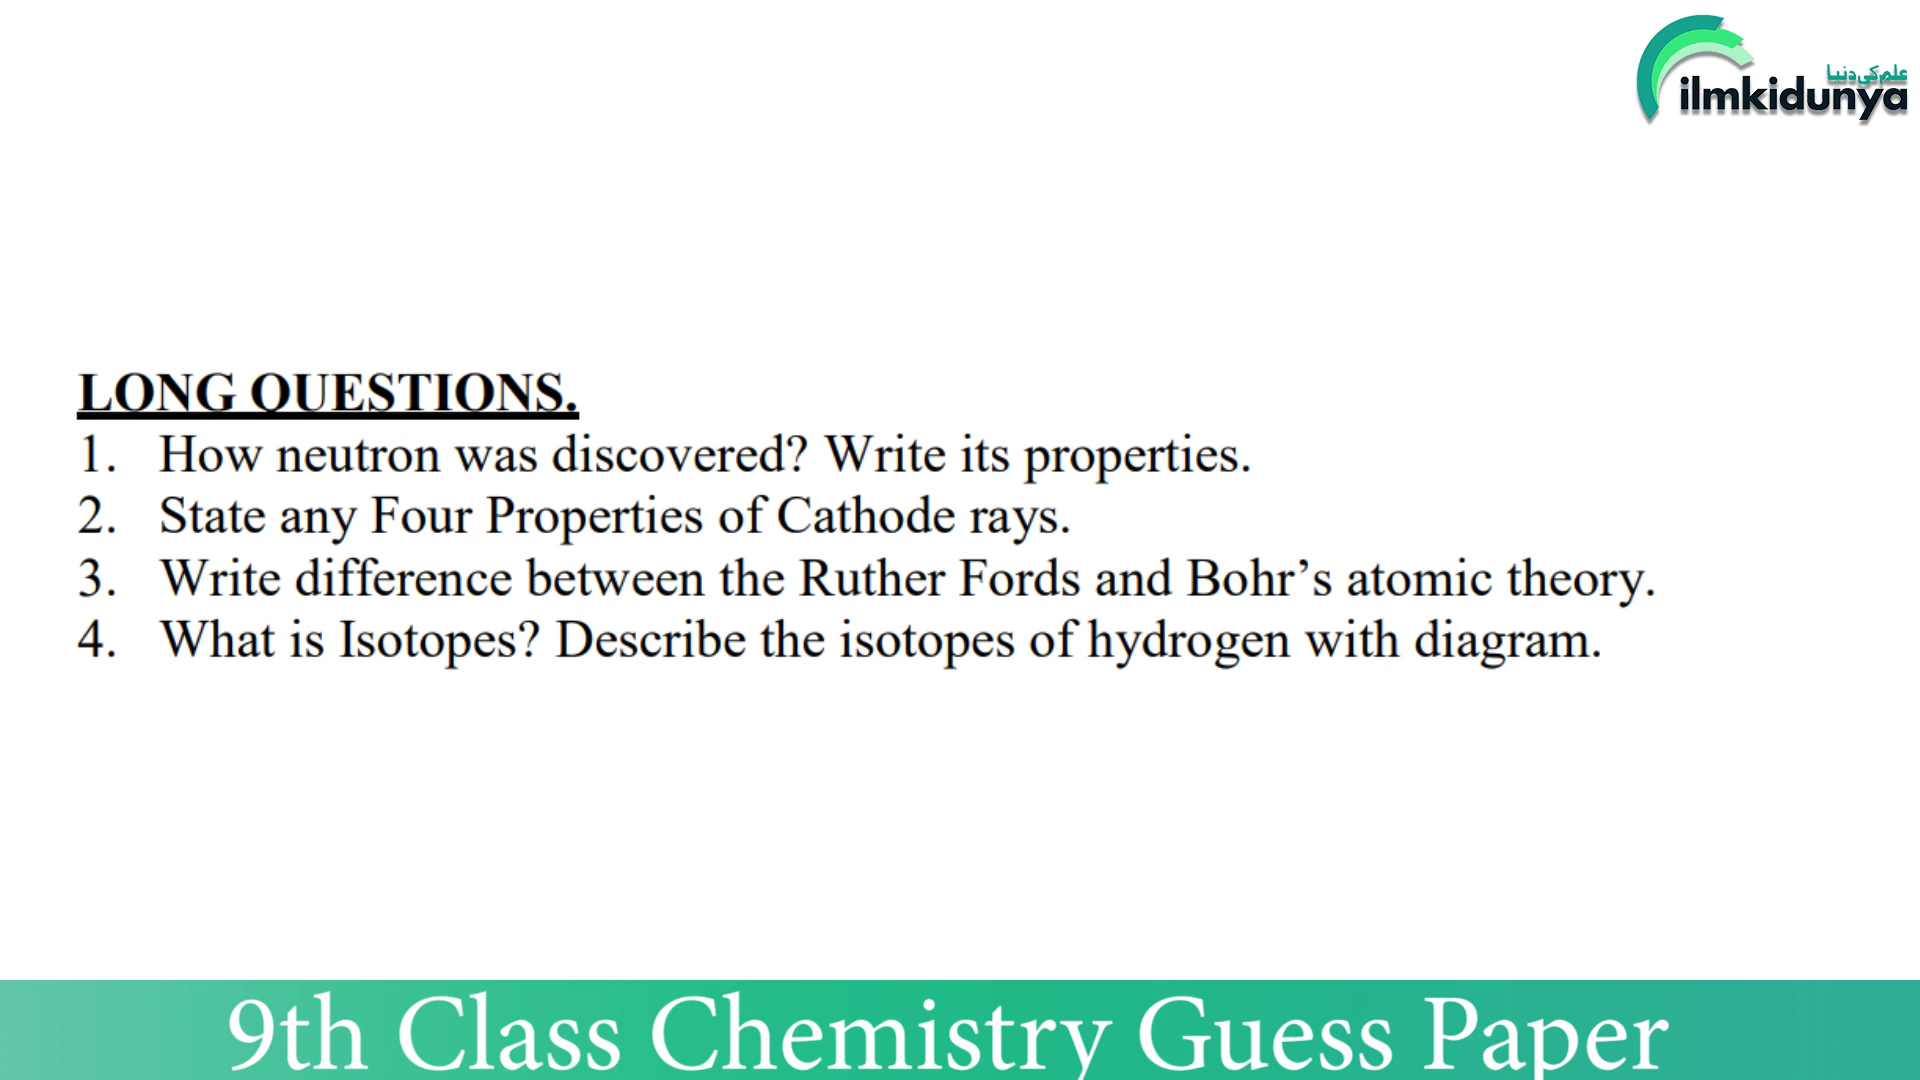 علم کی دنیا
ilmkidunya
LONG QUESTIONS.
1. How neutron was discovered? Write its properties.
2. State any Four Properties of Cathode rays.
3. Write difference between the Ruther Fords and Bohr’s atomic theory.
4. What is Isotopes? Describe the isotopes of hydrogen with diagram.
9th Class Chemistry Guess Paper